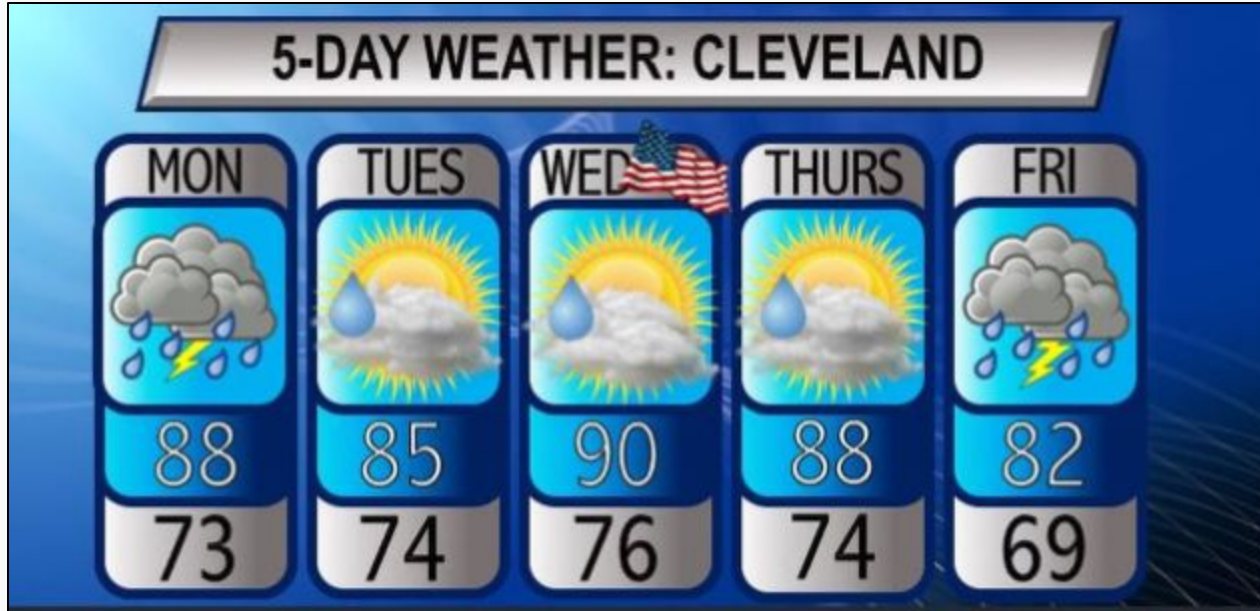 5-DAY WEATHER: CLEVELAND
MON TUES WED THURS FRI
88 85 90 88 82
73 74 76 74 69